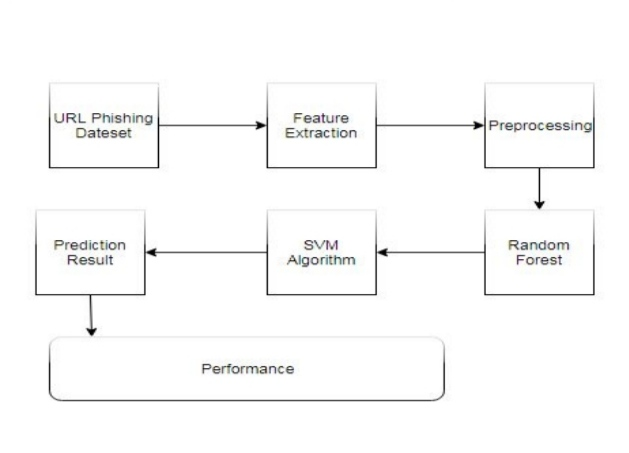 URL Phishing
Dateset
Feature
Extraction
Preprocessing
Prediction
Result
SVM
Algorithm
Random
Forest
Performance